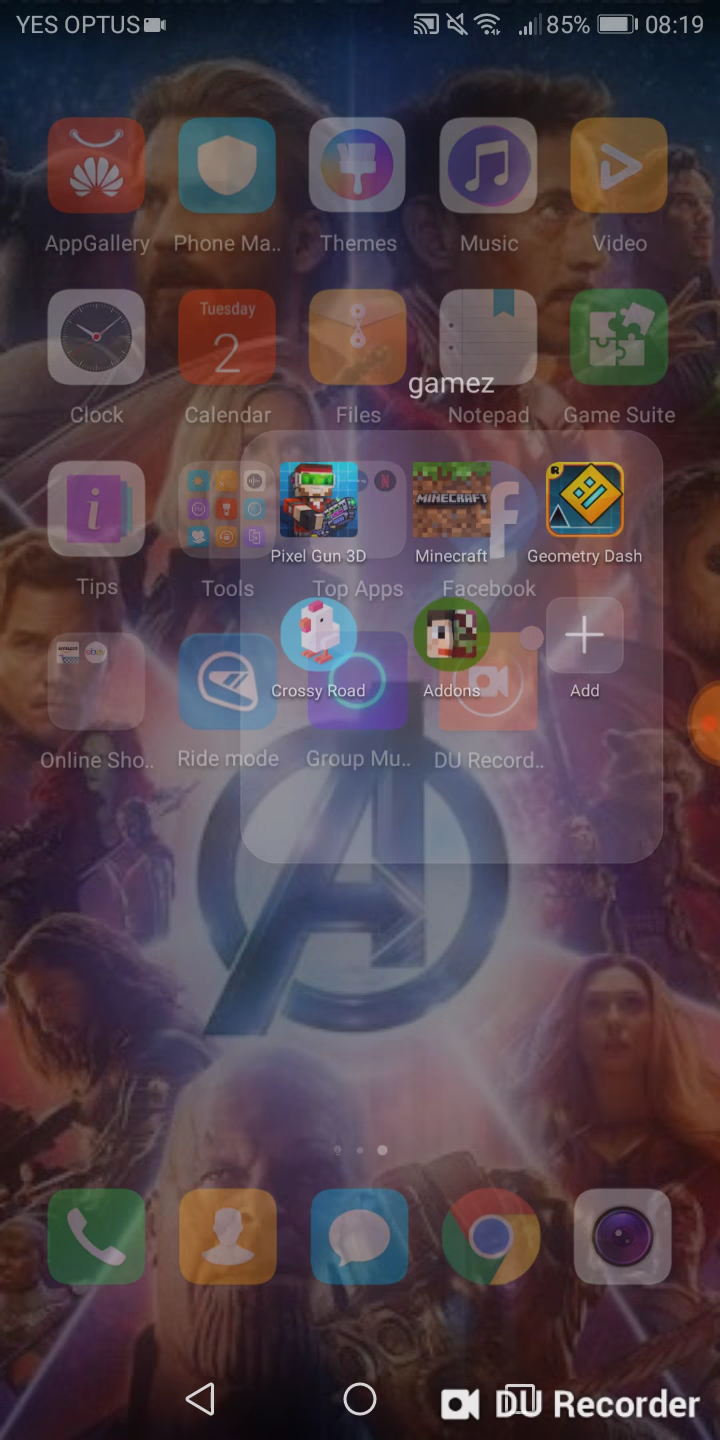 YES OPTUS 85% 08:19
AppGallery Phone Ma.. Themes Music Video
Tuesday
2
Clock Calendar Files Notepad Game Suite
gamez
MINECRAFT
Pixel Gun 3D Minecraft Geometry Dash
Tips Tools Top Apps Facebook
ebay
Crossy Road Addons Add
Online Sho.. Ride mode Group Mu.. DU Record..
DU Recorder